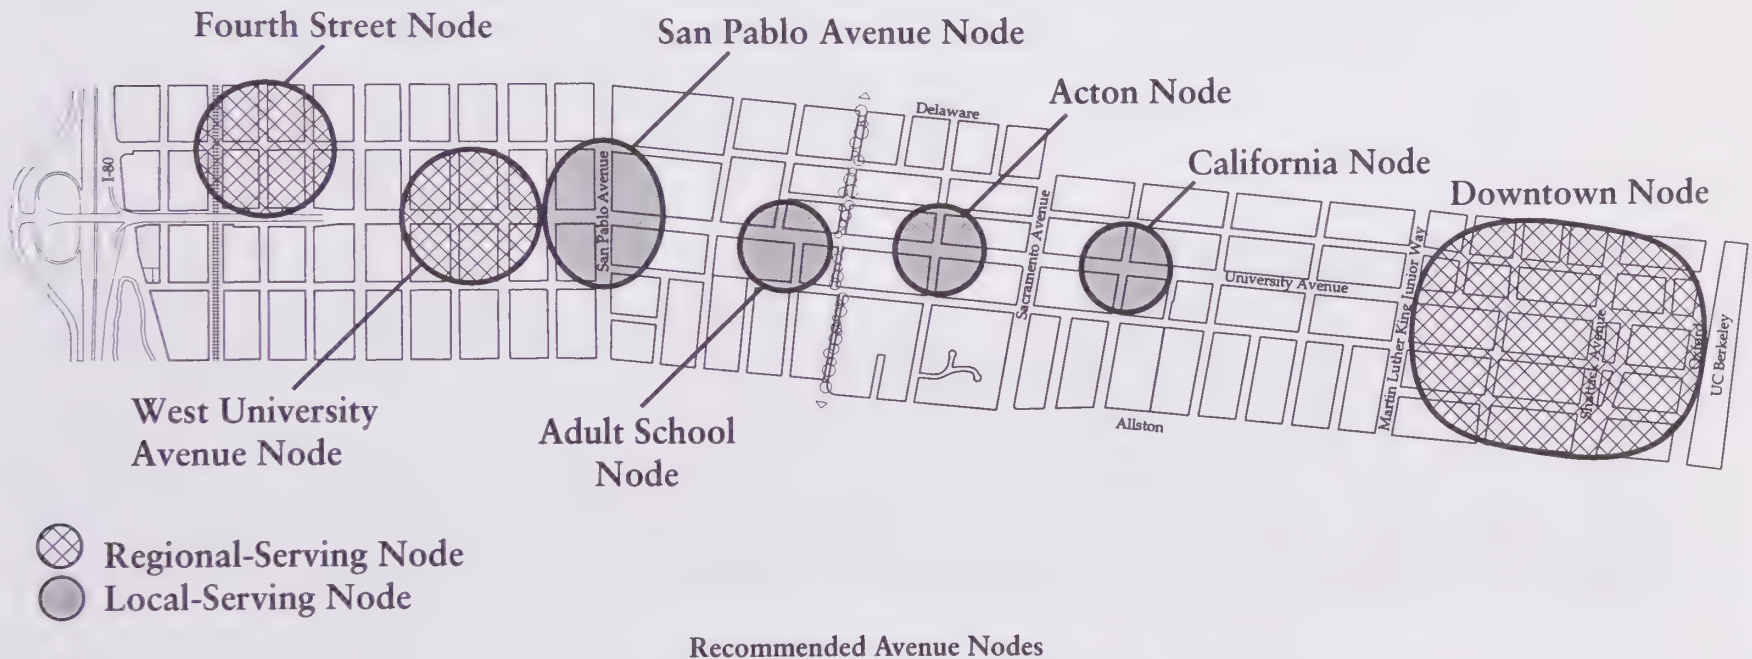 Fourth Street Node
San Pablo Avenue Node
Acton Node
California Node
Downtown Node
Delaware
I-80
San Pablo Avenue
Sacramento Avenue
University Avenue
Martin Luther King Junior Way
Shattuck Avenue
Oxford
UC Berkeley
Allston
West University
Avenue Node
Adult School
Node
Regional-Serving Node
Local-Serving Node
Recommended Avenue Nodes